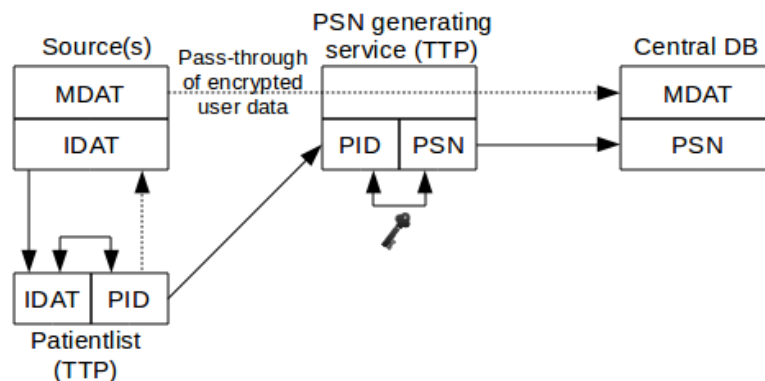 Source(s)
MDAT
IDAT
Pass-through
of encrypted
user data
PSN generating
service (TTP)
PID
PSN
Central DB
MDAT
PSN
IDAT
PID
Patientlist
(TTP)